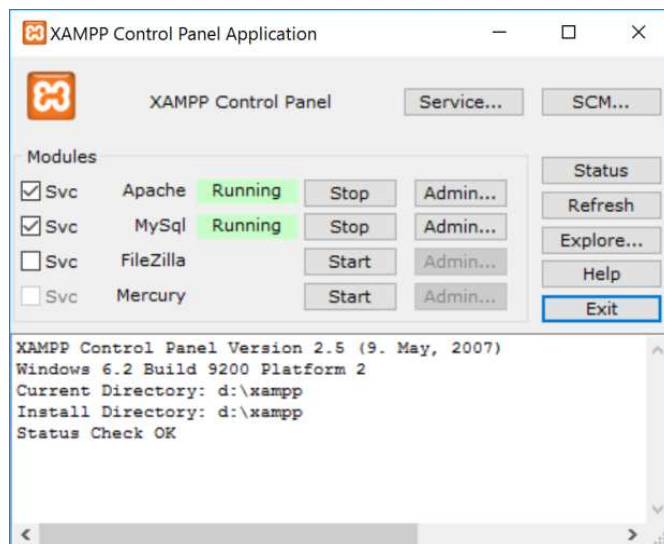 XAMPP Control Panel Application
XAMPP Control Panel Service... SCM...
Modules
Svc Apache Running Stop Admin...
Svc MySql Running Stop Admin...
Svc FileZilla Start Admin...
Svc Mercury Start Admin...
Status
Refresh
Explore...
Help
Exit
XAMPP Control Panel Version 2.5 (9. May, 2007)
Windows 6.2 Build 9200 Platform 2
Current Directory: d:\xampp
Install Directory: d:\xampp
Status Check OK